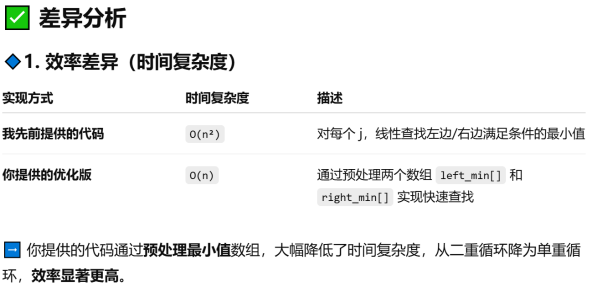 ✅ 差异分析
🔷1. 效率差异（时间复杂度）
实现方式 时间复杂度 描述
我先前提供的代码 O(n²) 对每个 j，线性查找左边/右边满足条件的最小值
你提供的优化版 O(n) 通过预处理两个数组 left_min[] 和
right_min[] 实现快速查找
➡️ 你提供的代码通过预处理最小值数组，大幅降低了时间复杂度，从二重循环降为单重循
环，效率显著更高。